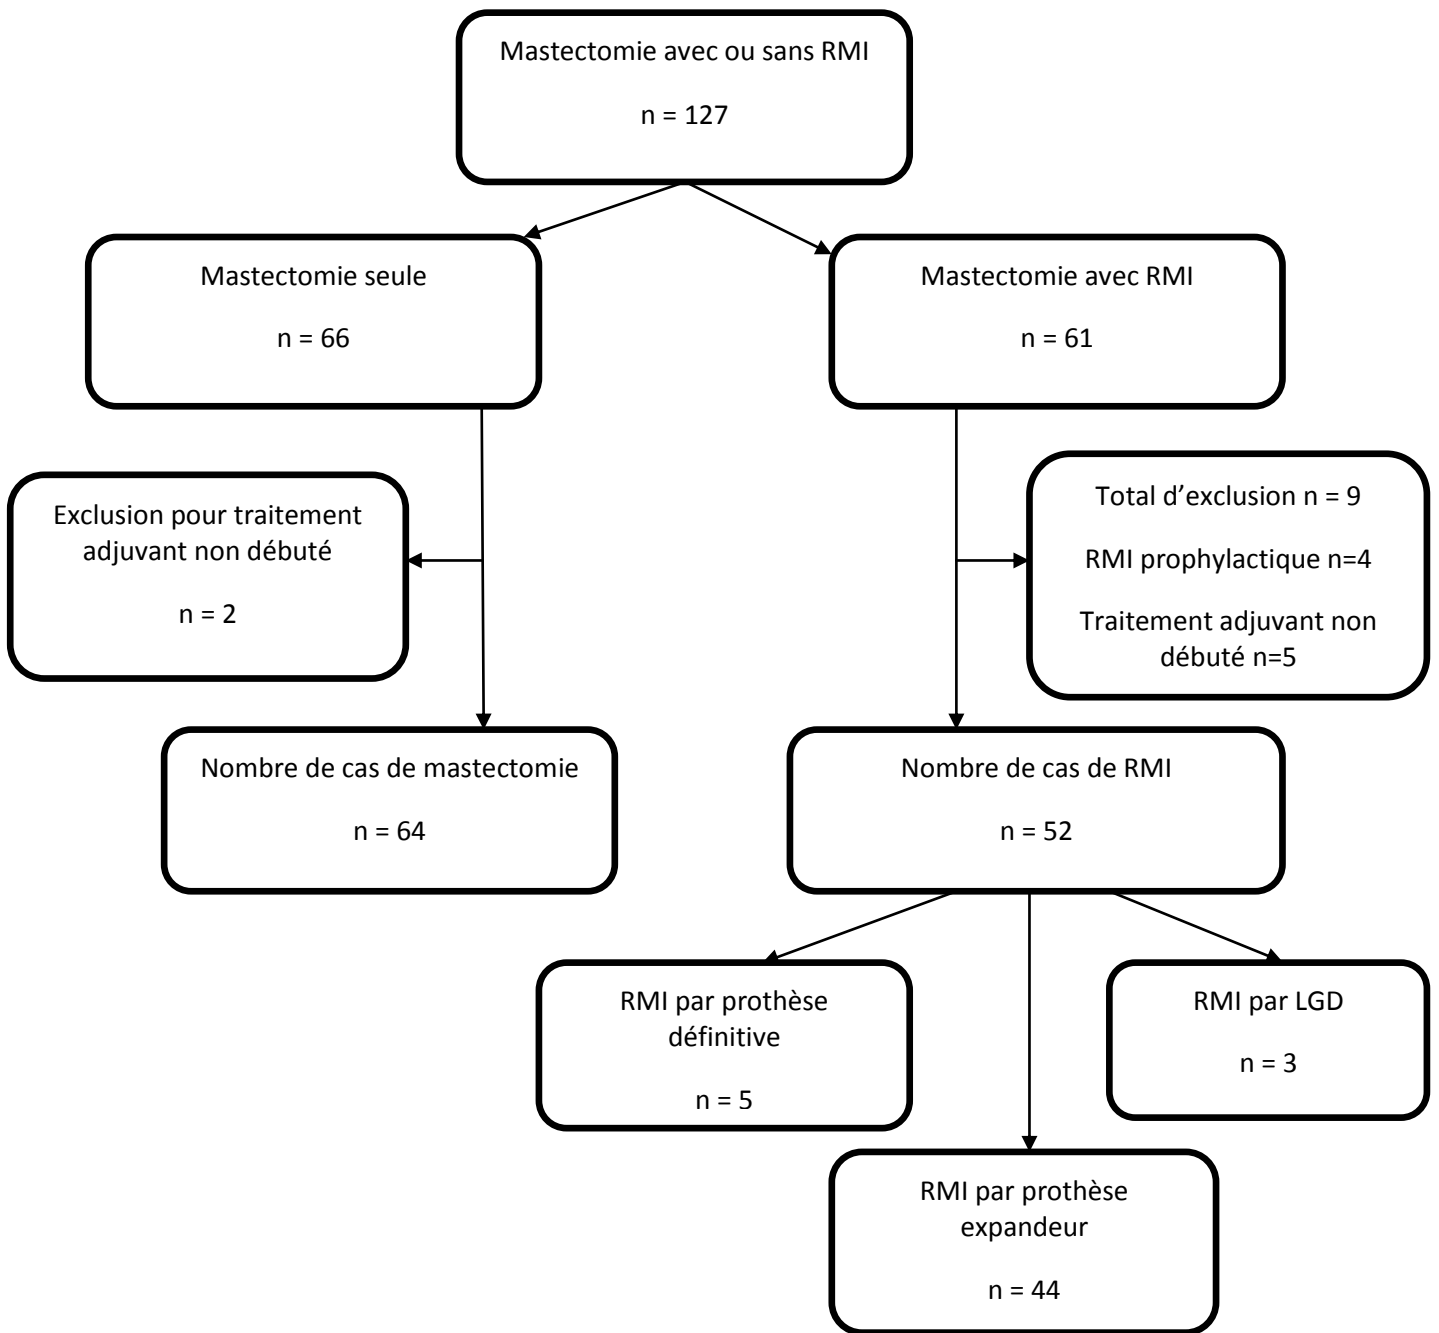 Mastectomie avec ou sans RMI
n = 127
Mastectomie seule
n = 66
Mastectomie avec RMI
n = 61
Exclusion pour traitement
adjuvant non débuté
n = 2
Total d’exclusion n = 9
RMI prophylactique n=4
Traitement adjuvant non
débuté n=5
Nombre de cas de mastectomie
n = 64
Nombre de cas de RMI
n = 52
RMI par prothèse
définitive
n = 5
RMI par LGD
n = 3
RMI par prothèse
expandeur
n = 44